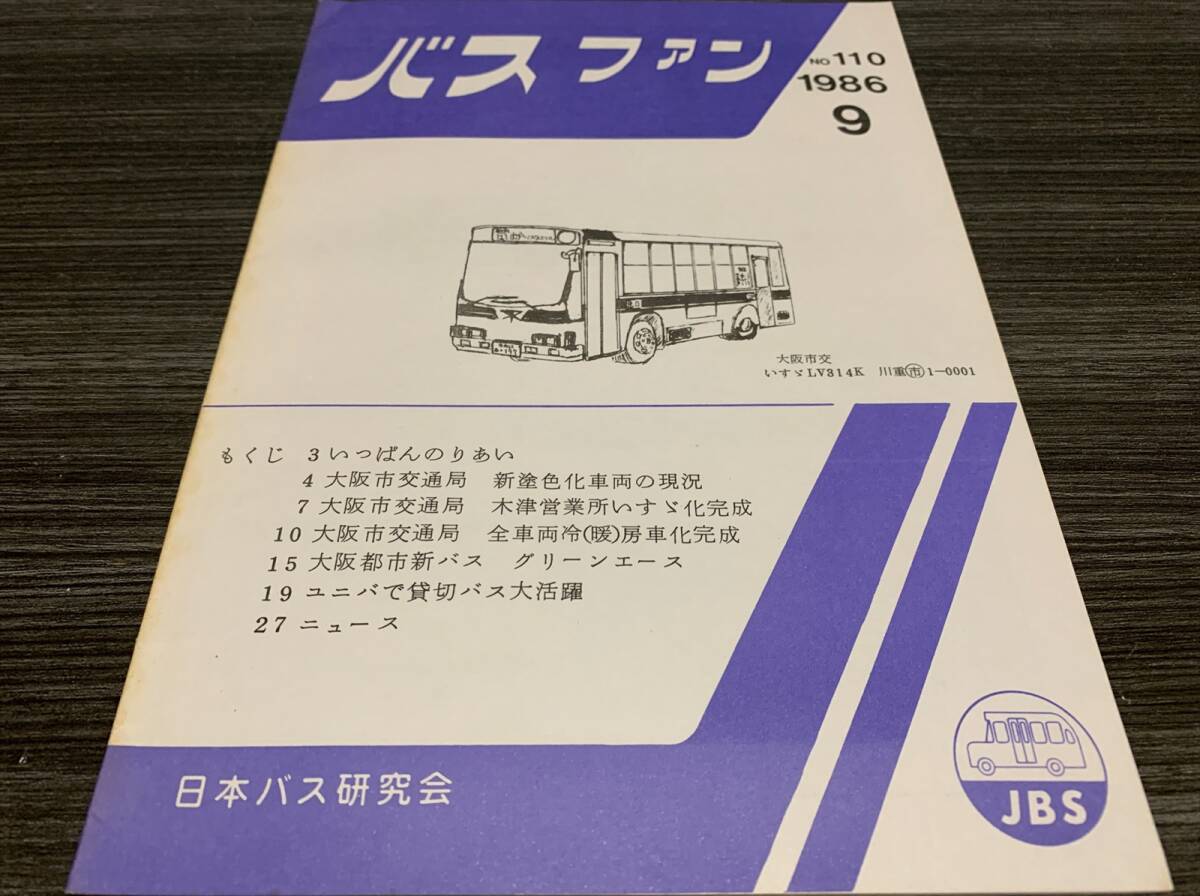 バスファン
NO 110
1986
9
大阪市交
いすゞLV314K 川重㊞1-0001
もくじ 3 いっぱんのりあい
4 大阪市交通局 新塗色化車両の現況
7 大阪市交通局 木津営業所いすゞ化完成
10 大阪市交通局 全車両冷(暖)房車化完成
15 大阪都市新バス グリーンエース
19 ユニバで貸切バス大活躍
27 ニュース
日本バス研究会
JBS